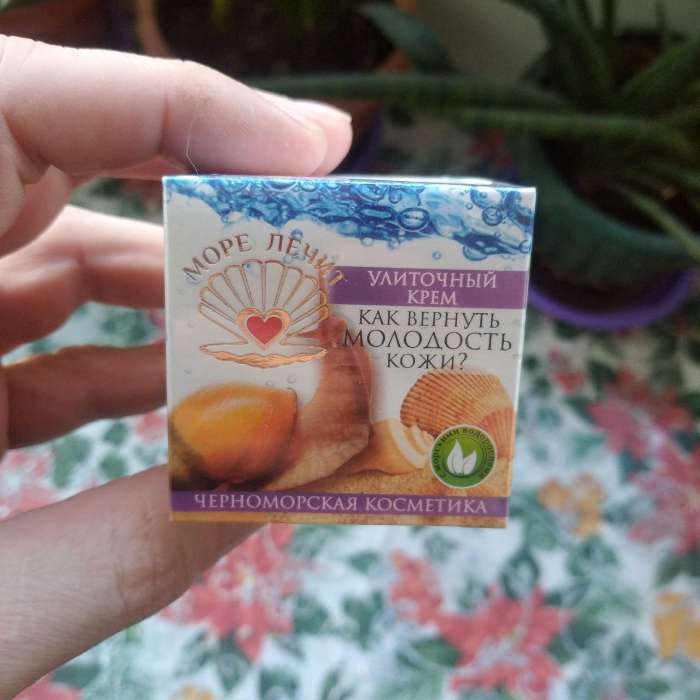 МОРЕ ЛЕЧИТ
УЛИТОЧНЫЙ
КРЕМ
КАК ВЕРНУТЬ
МОЛОДОСТЬ
КОЖИ?
ЧЕРНОМОРСКАЯ КОСМЕТИКА